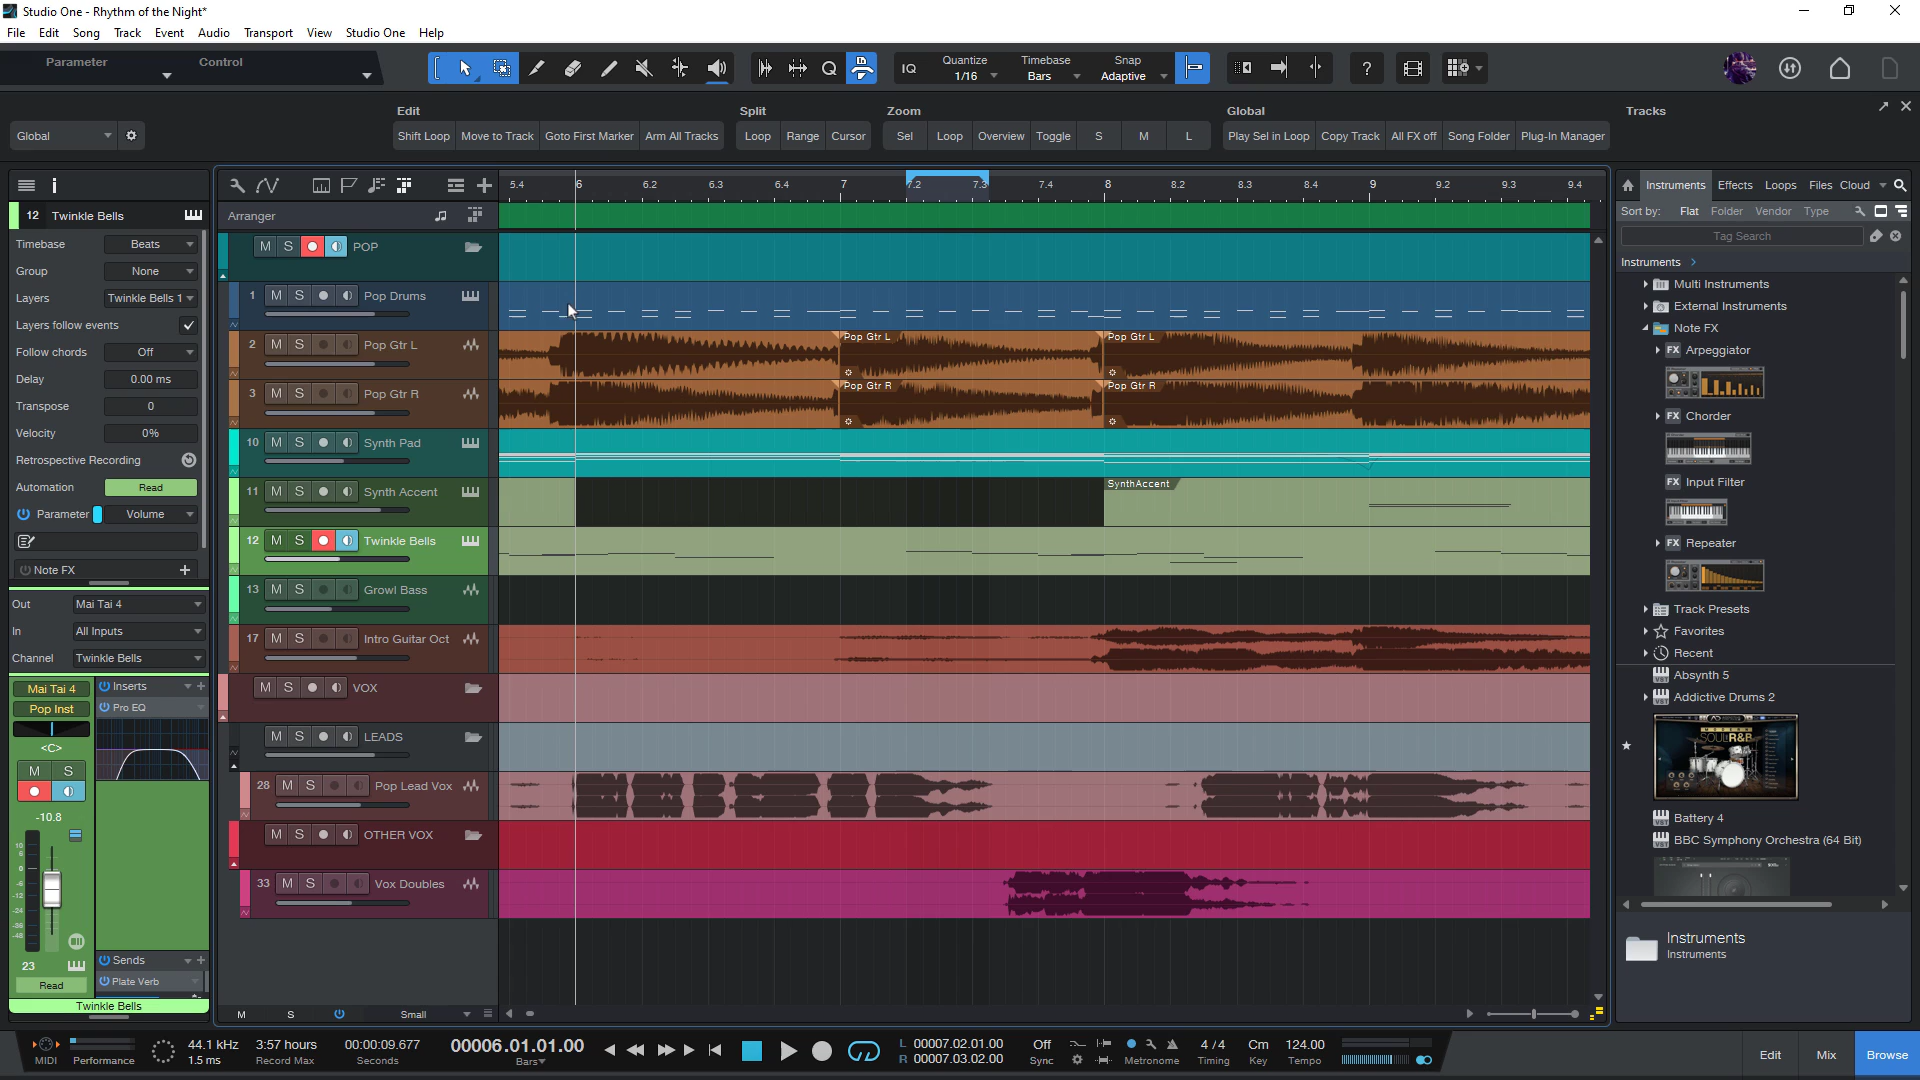 Studio One - Rhythm of the Night*
File Edit Song Track Event Audio Transport View Studio One Help
Parameter Control
IQ Quantize 1/16 Timebase Bars Snap Adaptive ?
Edit Split Zoom Global Tracks
Global Shift Loop Move to Track Goto First Marker Arm All Tracks Loop Range Cursor Sel Loop Overview Toggle S M L Play Sel in Loop Copy Track All FX off Song Folder Plug-In Manager
12 Twinkle Bells
Timebase Beats
Group None
Layers Twinkle Bells 1
Layers follow events
Follow chords Off
Delay 0.00 ms
Transpose 0
Velocity 0%
Retrospective Recording
Automation Read
Parameter Volume
Note FX
Out Mai Tai 4
In All Inputs
Channel Twinkle Bells
Mai Tai 4 Inserts
Pop Inst Pro EQ
<C>
M S
-10.8
10
6
0
-6
-12
-24
-36
-48
23
Read
Sends
Plate Verb
Twinkle Bells
5.4 6 6.2 6.3 6.4 7 7.2 7.3 7.4 8 8.2 8.3 8.4 9 9.2 9.3 9.4
Arranger
M S POP
1 M S Pop Drums
2 M S Pop Gtr L
Pop Gtr L Pop Gtr L
3 M S Pop Gtr R
Pop Gtr R Pop Gtr R
10 M S Synth Pad
11 M S Synth Accent
SynthAccent
12 M S Twinkle Bells
13 M S Growl Bass
17 M S Intro Guitar Oct
M S VOX
M S LEADS
28 M S Pop Lead Vox
M S OTHER VOX
33 M S Vox Doubles
M S Small
Instruments Effects Loops Files Cloud
Sort by: Flat Folder Vendor Type
Tag Search
Instruments
Multi Instruments
External Instruments
Note FX
FX Arpeggiator
FX Chorder
FX Input Filter
FX Repeater
Track Presets
Favorites
Recent
Absynth 5
Addictive Drums 2
SOUL R&B
Battery 4
BBC Symphony Orchestra (64 Bit)
Instruments
Instruments
MIDI Performance
44.1 kHz
1.5 ms
3:57 hours
Record Max
00:00:09.677
Seconds
00006.01.01.00
Bars
L 00007.02.01.00
R 00007.03.02.00
Off
Sync
Metronome
4 / 4
Timing
Cm
Key
124.00
Tempo
Edit Mix Browse